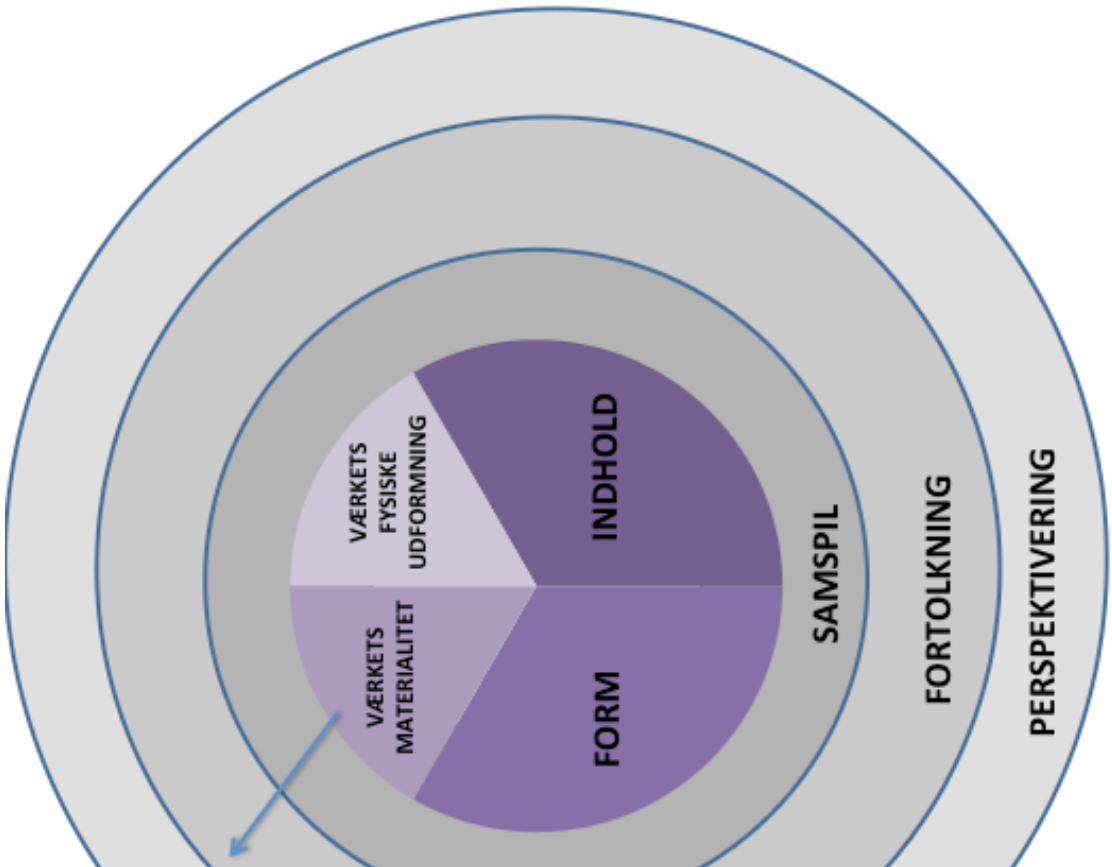 VÆRKETS
FYSISKE
UDFORMNING
INDHOLD
VÆRKETS
MATERIALITET
FORM
SAMSPIL
FORTOLKNING
PERSPEKTIVERING